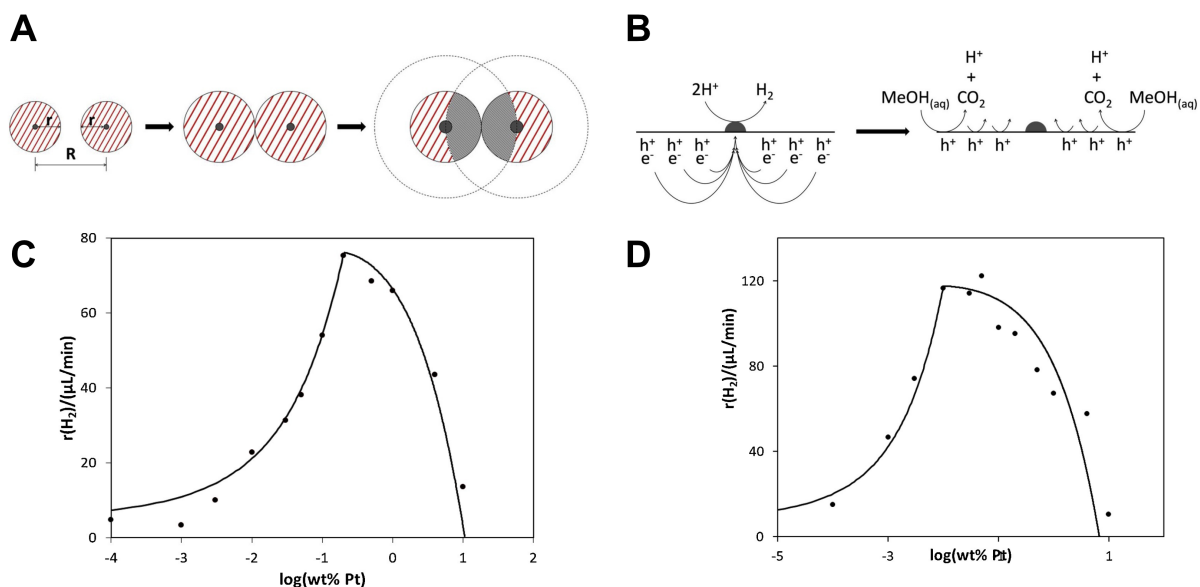 A
r
r
R
B
2H⁺ H₂
h⁺ h⁺ h⁺ h⁺ h⁺ h⁺
e⁻ e⁻ e⁻ e⁻ e⁻ e⁻
H⁺ H⁺
+ +
MeOH(aq) CO₂ CO₂ MeOH(aq)
h⁺ h⁺ h⁺ h⁺ h⁺ h⁺
C
r(H₂)/(μL/min)
80
60
40
20
0
-4 -3 -2 -1 0 1 2
log(wt% Pt)
D
r(H₂)/(μL/min)
120
80
40
0
-5 -3 1
log(wt% Pt)